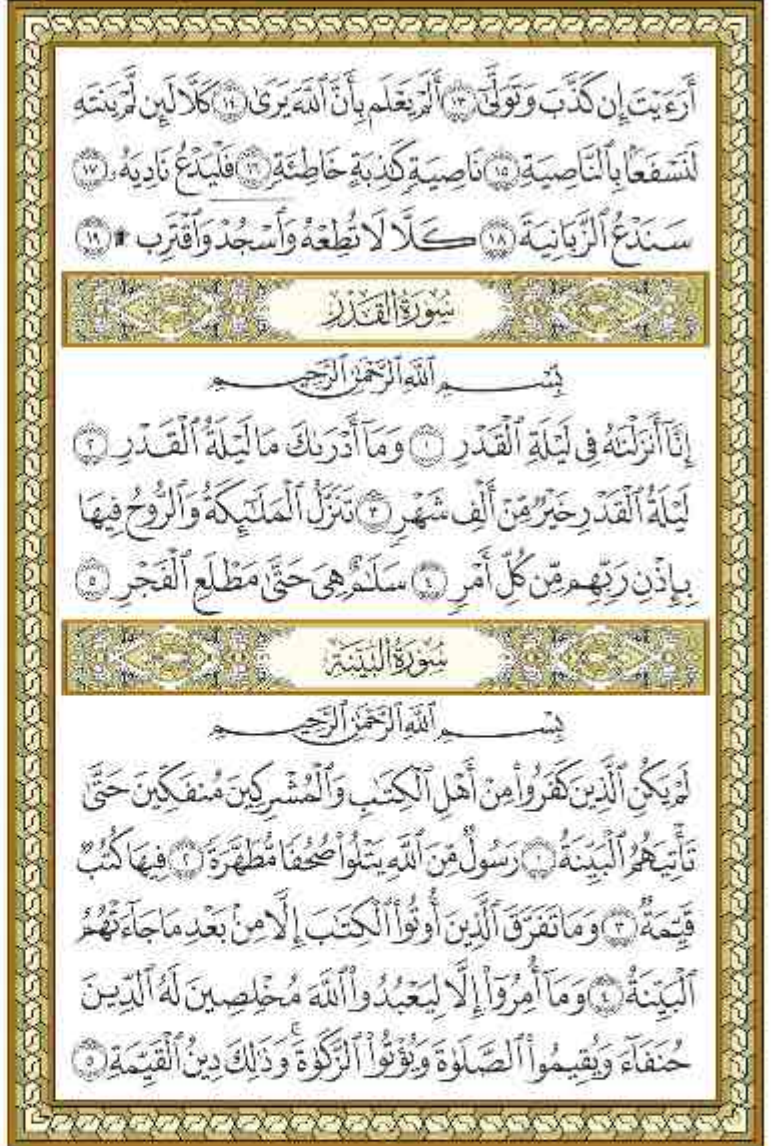 أَرَءَيْتَ إِن كَذَّبَ وَتَوَلَّىٰٓ ١٣ أَلَمْ يَعْلَم بِأَنَّ ٱللَّهَ يَرَىٰ ١٤ كَلَّا لَئِن لَّمْ يَنتَهِ
لَنَسْفَعًۢا بِٱلنَّاصِيَةِ ١٥ نَاصِيَةٍ كَٰذِبَةٍ خَاطِئَةٍ ١٦ فَلْيَدْعُ نَادِيَهُۥ ١٧
سَنَدْعُ ٱلزَّبَانِيَةَ ١٨ كَلَّا لَا تُطِعْهُ وَٱسْجُدْ وَٱقْتَرِب ۩ ١٩
سُورَةُ الْقَدْرِ
بِسْمِ ٱللَّهِ ٱلرَّحْمَٰنِ ٱلرَّحِيمِ
إِنَّآ أَنزَلْنَٰهُ فِى لَيْلَةِ ٱلْقَدْرِ ١ وَمَآ أَدْرَىٰكَ مَا لَيْلَةُ ٱلْقَدْرِ ٢
لَيْلَةُ ٱلْقَدْرِ خَيْرٌ مِّنْ أَلْفِ شَهْرٍ ٣ تَنَزَّلُ ٱلْمَلَٰٓئِكَةُ وَٱلرُّوحُ فِيهَا
بِإِذْنِ رَبِّهِم مِّن كُلِّ أَمْرٍ ٤ سَلَٰمٌ هِىَ حَتَّىٰ مَطْلَعِ ٱلْفَجْرِ ٥
سُورَةُ الْبَيِّنَةِ
بِسْمِ ٱللَّهِ ٱلرَّحْمَٰنِ ٱلرَّحِيمِ
لَمْ يَكُنِ ٱلَّذِينَ كَفَرُوا۟ مِنْ أَهْلِ ٱلْكِتَٰبِ وَٱلْمُشْرِكِينَ مُنفَكِّينَ حَتَّىٰ
تَأْتِيَهُمُ ٱلْبَيِّنَةُ ١ رَسُولٌ مِّنَ ٱللَّهِ يَتْلُوا۟ صُحُفًا مُّطَهَّرَةً ٢ فِيهَا كُتُبٌ
قَيِّمَةٌ ٣ وَمَا تَفَرَّقَ ٱلَّذِينَ أُوتُوا۟ ٱلْكِتَٰبَ إِلَّا مِنۢ بَعْدِ مَا جَآءَتْهُمُ
ٱلْبَيِّنَةُ ٤ وَمَآ أُمِرُوٓا۟ إِلَّا لِيَعْبُدُوا۟ ٱللَّهَ مُخْلِصِينَ لَهُ ٱلدِّينَ
حُنَفَآءَ وَيُقِيمُوا۟ ٱلصَّلَوٰةَ وَيُؤْتُوا۟ ٱلزَّكَوٰةَ ۚ وَذَٰلِكَ دِينُ ٱلْقَيِّمَةِ ٥